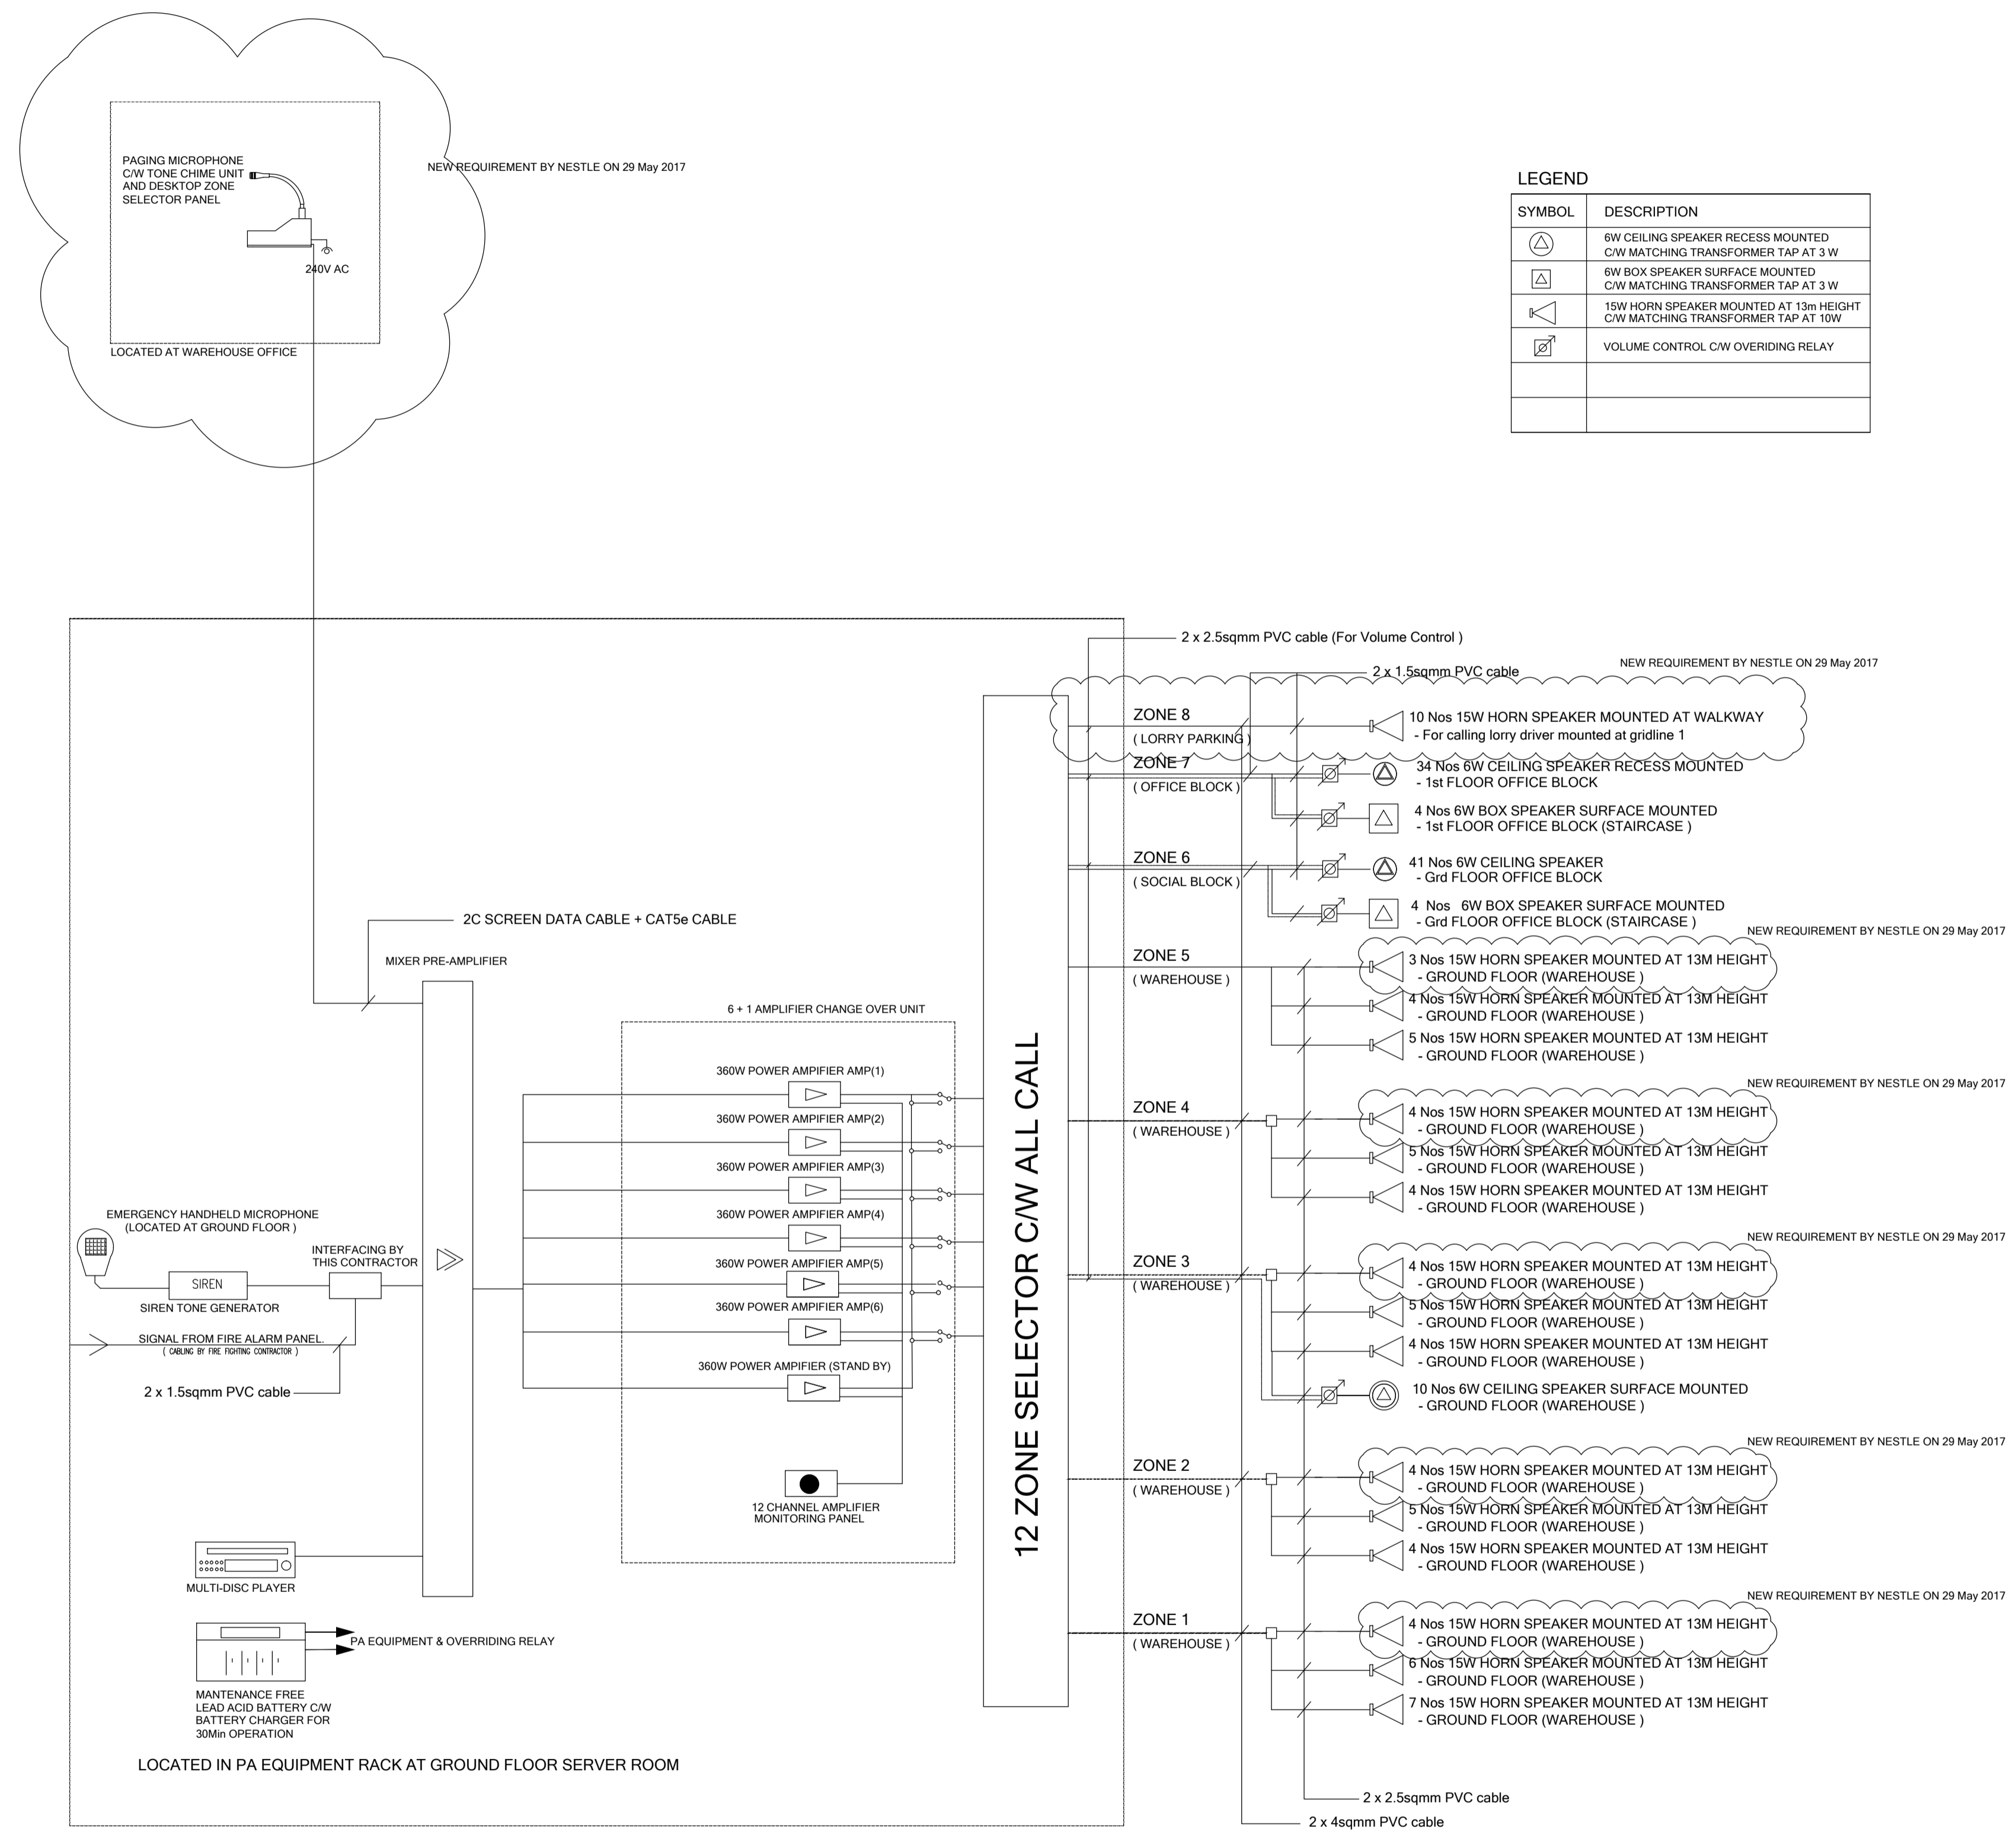 PAGING MICROPHONE
C/W TONE CHIME UNIT
AND DESKTOP ZONE
SELECTOR PANEL
240V AC
LOCATED AT WAREHOUSE OFFICE
NEW REQUIREMENT BY NESTLE ON 29 May 2017
LEGEND
SYMBOL DESCRIPTION
6W CEILING SPEAKER RECESS MOUNTED
C/W MATCHING TRANSFORMER TAP AT 3 W
6W BOX SPEAKER SURFACE MOUNTED
C/W MATCHING TRANSFORMER TAP AT 3 W
15W HORN SPEAKER MOUNTED AT 13m HEIGHT
C/W MATCHING TRANSFORMER TAP AT 10W
VOLUME CONTROL C/W OVERIDING RELAY
2C SCREEN DATA CABLE + CAT5e CABLE
MIXER PRE-AMPLIFIER
6 + 1 AMPLIFIER CHANGE OVER UNIT
360W POWER AMPIFIER AMP(1)
360W POWER AMPIFIER AMP(2)
360W POWER AMPIFIER AMP(3)
360W POWER AMPIFIER AMP(4)
360W POWER AMPIFIER AMP(5)
360W POWER AMPIFIER AMP(6)
360W POWER AMPIFIER (STAND BY)
12 CHANNEL AMPLIFIER
MONITORING PANEL
EMERGENCY HANDHELD MICROPHONE
(LOCATED AT GROUND FLOOR )
INTERFACING BY
THIS CONTRACTOR
SIREN
SIREN TONE GENERATOR
SIGNAL FROM FIRE ALARM PANEL.
( CABLING BY FIRE FIGHTING CONTRACTOR )
2 x 1.5sqmm PVC cable
MULTI-DISC PLAYER
PA EQUIPMENT & OVERRIDING RELAY
MANTENANCE FREE
LEAD ACID BATTERY C/W
BATTERY CHARGER FOR
30Min OPERATION
LOCATED IN PA EQUIPMENT RACK AT GROUND FLOOR SERVER ROOM
12 ZONE SELECTOR C/W ALL CALL
2 x 2.5sqmm PVC cable (For Volume Control )
2 x 1.5sqmm PVC cable
NEW REQUIREMENT BY NESTLE ON 29 May 2017
ZONE 8
( LORRY PARKING )
10 Nos 15W HORN SPEAKER MOUNTED AT WALKWAY
- For calling lorry driver mounted at gridline 1
ZONE 7
( OFFICE BLOCK )
34 Nos 6W CEILING SPEAKER RECESS MOUNTED
- 1st FLOOR OFFICE BLOCK
4 Nos 6W BOX SPEAKER SURFACE MOUNTED
- 1st FLOOR OFFICE BLOCK (STAIRCASE )
ZONE 6
( SOCIAL BLOCK )
41 Nos 6W CEILING SPEAKER
- Grd FLOOR OFFICE BLOCK
4 Nos 6W BOX SPEAKER SURFACE MOUNTED
- Grd FLOOR OFFICE BLOCK (STAIRCASE )
NEW REQUIREMENT BY NESTLE ON 29 May 2017
ZONE 5
( WAREHOUSE )
3 Nos 15W HORN SPEAKER MOUNTED AT 13M HEIGHT
- GROUND FLOOR (WAREHOUSE )
4 Nos 15W HORN SPEAKER MOUNTED AT 13M HEIGHT
- GROUND FLOOR (WAREHOUSE )
5 Nos 15W HORN SPEAKER MOUNTED AT 13M HEIGHT
- GROUND FLOOR (WAREHOUSE )
NEW REQUIREMENT BY NESTLE ON 29 May 2017
ZONE 4
( WAREHOUSE )
4 Nos 15W HORN SPEAKER MOUNTED AT 13M HEIGHT
- GROUND FLOOR (WAREHOUSE )
5 Nos 15W HORN SPEAKER MOUNTED AT 13M HEIGHT
- GROUND FLOOR (WAREHOUSE )
4 Nos 15W HORN SPEAKER MOUNTED AT 13M HEIGHT
- GROUND FLOOR (WAREHOUSE )
NEW REQUIREMENT BY NESTLE ON 29 May 2017
ZONE 3
( WAREHOUSE )
4 Nos 15W HORN SPEAKER MOUNTED AT 13M HEIGHT
- GROUND FLOOR (WAREHOUSE )
5 Nos 15W HORN SPEAKER MOUNTED AT 13M HEIGHT
- GROUND FLOOR (WAREHOUSE )
4 Nos 15W HORN SPEAKER MOUNTED AT 13M HEIGHT
- GROUND FLOOR (WAREHOUSE )
10 Nos 6W CEILING SPEAKER SURFACE MOUNTED
- GROUND FLOOR (WAREHOUSE )
NEW REQUIREMENT BY NESTLE ON 29 May 2017
ZONE 2
( WAREHOUSE )
4 Nos 15W HORN SPEAKER MOUNTED AT 13M HEIGHT
- GROUND FLOOR (WAREHOUSE )
5 Nos 15W HORN SPEAKER MOUNTED AT 13M HEIGHT
- GROUND FLOOR (WAREHOUSE )
4 Nos 15W HORN SPEAKER MOUNTED AT 13M HEIGHT
- GROUND FLOOR (WAREHOUSE )
NEW REQUIREMENT BY NESTLE ON 29 May 2017
ZONE 1
( WAREHOUSE )
4 Nos 15W HORN SPEAKER MOUNTED AT 13M HEIGHT
- GROUND FLOOR (WAREHOUSE )
6 Nos 15W HORN SPEAKER MOUNTED AT 13M HEIGHT
- GROUND FLOOR (WAREHOUSE )
7 Nos 15W HORN SPEAKER MOUNTED AT 13M HEIGHT
- GROUND FLOOR (WAREHOUSE )
2 x 2.5sqmm PVC cable
2 x 4sqmm PVC cable